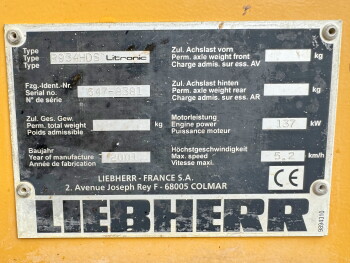 Type
Type
Type
Litronic
Fzg.-Ident.-Nr.
Serial no.
N° de série
Zul. Ges. Gew.
Perm. total weight
Poids admissible
kg
Baujahr
Year of manufacture
Année de fabrication
Zul. Achslast vorn
Perm. axle weight front
Charge admis. sur ess. AV
kg
Zul. Achslast hinten
Perm. axle weight rear
Charge admis. sur ess. AR
kg
Motorleistung
Engine power
Puissance moteur
137 kW
Höchstgeschwindigkeit
Max. speed
Vitesse maxi.
5,2 km/h
LIEBHERR - FRANCE S.A.
2. Avenue Joseph Rey F - 68005 COLMAR
CE
LIEBHERR